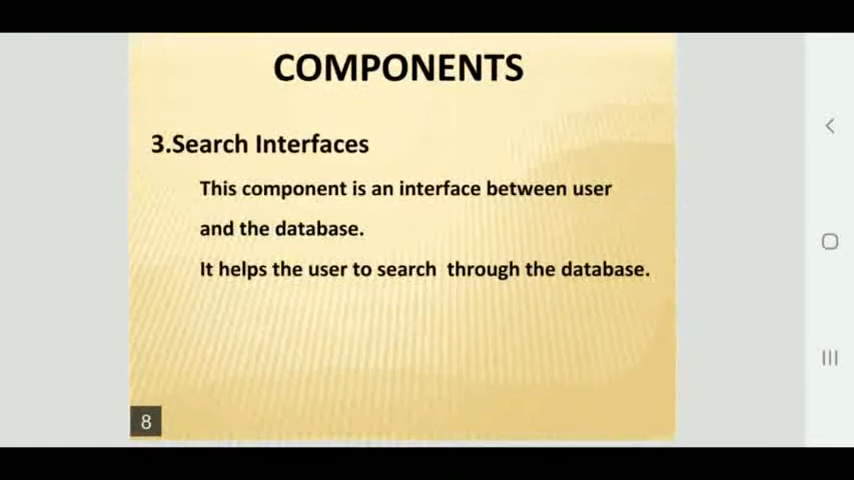 COMPONENTS
3.Search Interfaces
This component is an interface between user
and the database.
It helps the user to search through the database.
8